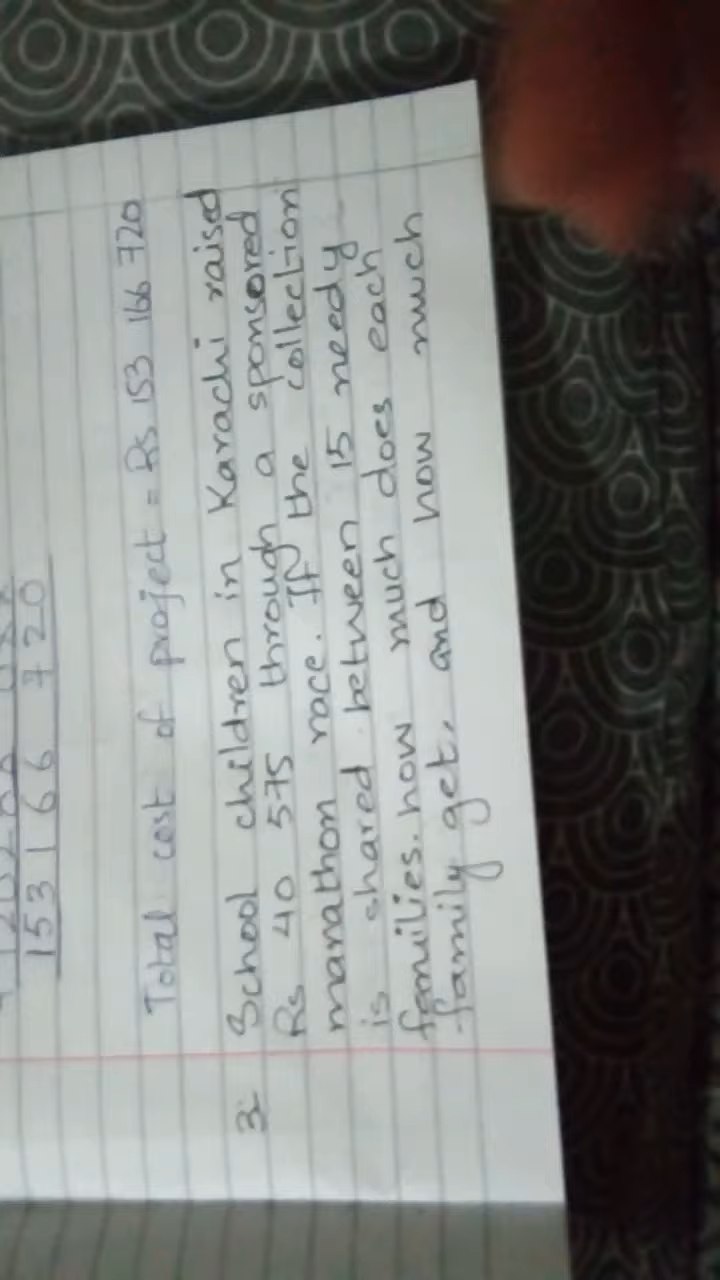 153166 720
Total cost of project = Rs 153 166 720
3. School children in Karachi raised
Rs 40 575 through a sponsored
marathon race. If the collection
is shared between 15 needy
families. how much does each
family get, and how much